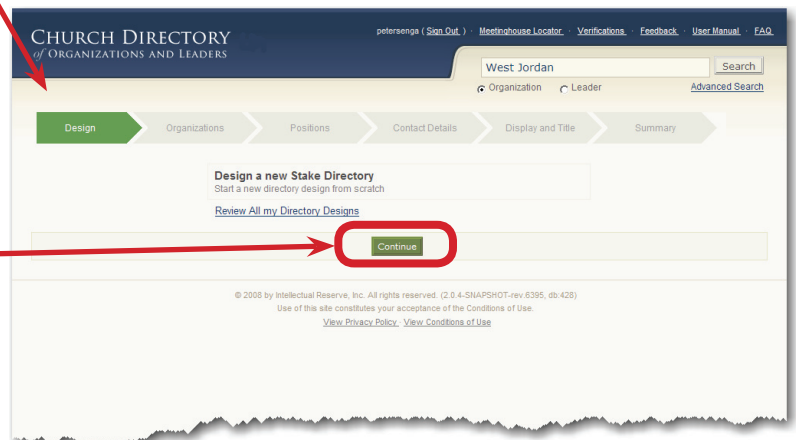 CHURCH DIRECTORY
of ORGANIZATIONS AND LEADERS
petersenga ( Sign Out ) · Meetinghouse Locator · Verifications · Feedback · User Manual · FAQ
West Jordan Search
Organization Leader Advanced Search
Design Organizations Positions Contact Details Display and Title Summary
Design a new Stake Directory
Start a new directory design from scratch
Review All my Directory Designs
Continue
© 2008 by Intellectual Reserve, Inc. All rights reserved. (2.0.4-SNAPSHOT-rev.6395, db:428)
Use of this site constitutes your acceptance of the Conditions of Use.
View Privacy Policy · View Conditions of Use